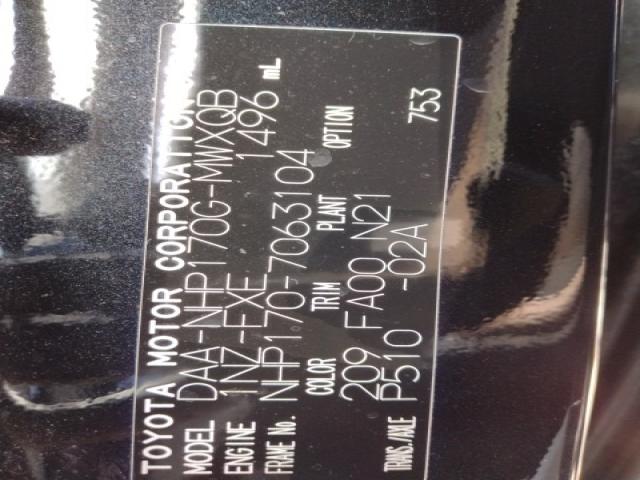 TOYOTA MOTOR CORPORATION
MODEL DAA-NHP170G-MWXQB
ENGINE 1NZ-FXE 1496 mL
FRAME No. NHP170-7063104
COLOR TRIM PLANT OPTION
209 FA00 N21
TRANS./AXLE P510 -02A 753